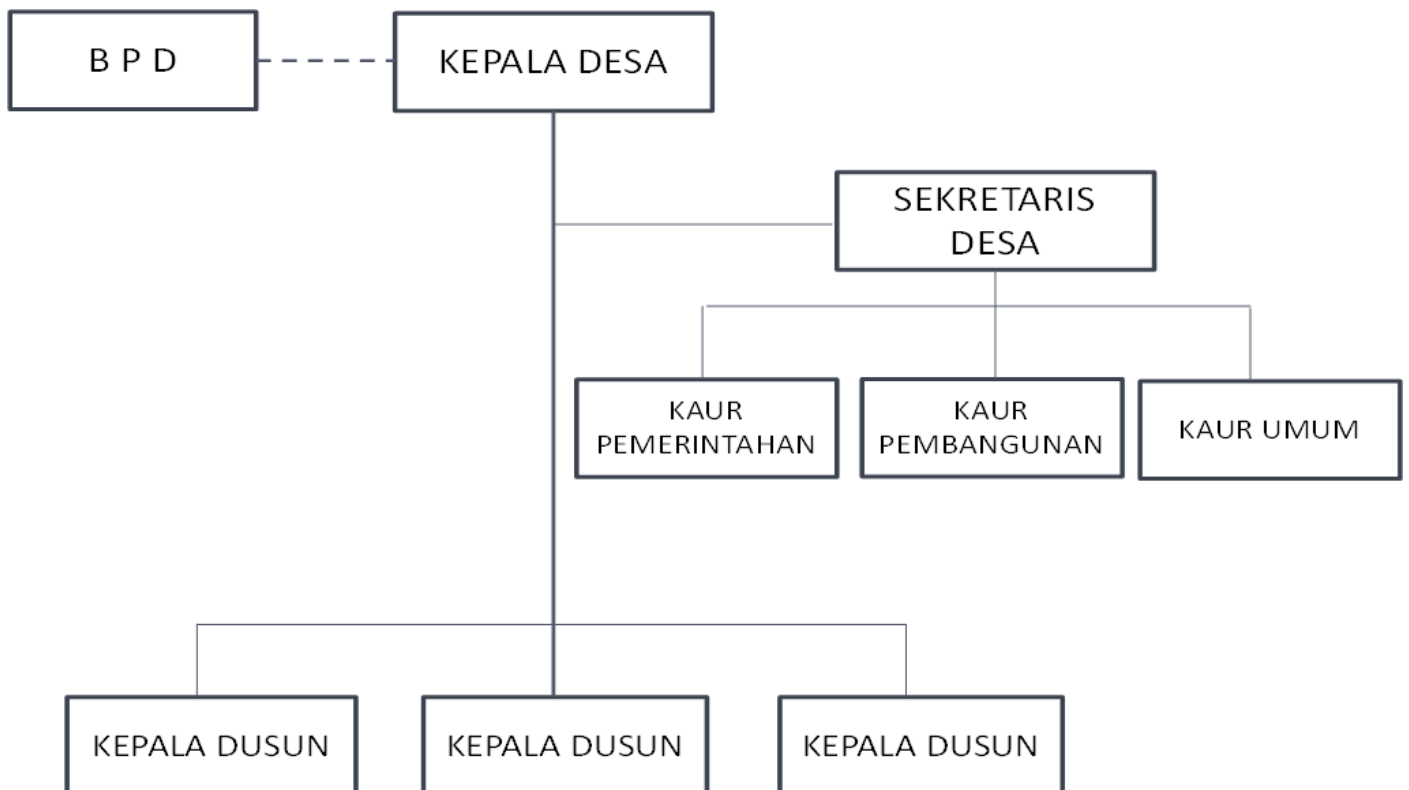 B P D
KEPALA DESA
SEKRETARIS
DESA
KAUR
PEMERINTAHAN
KAUR
PEMBANGUNAN
KAUR UMUM
KEPALA DUSUN
KEPALA DUSUN
KEPALA DUSUN